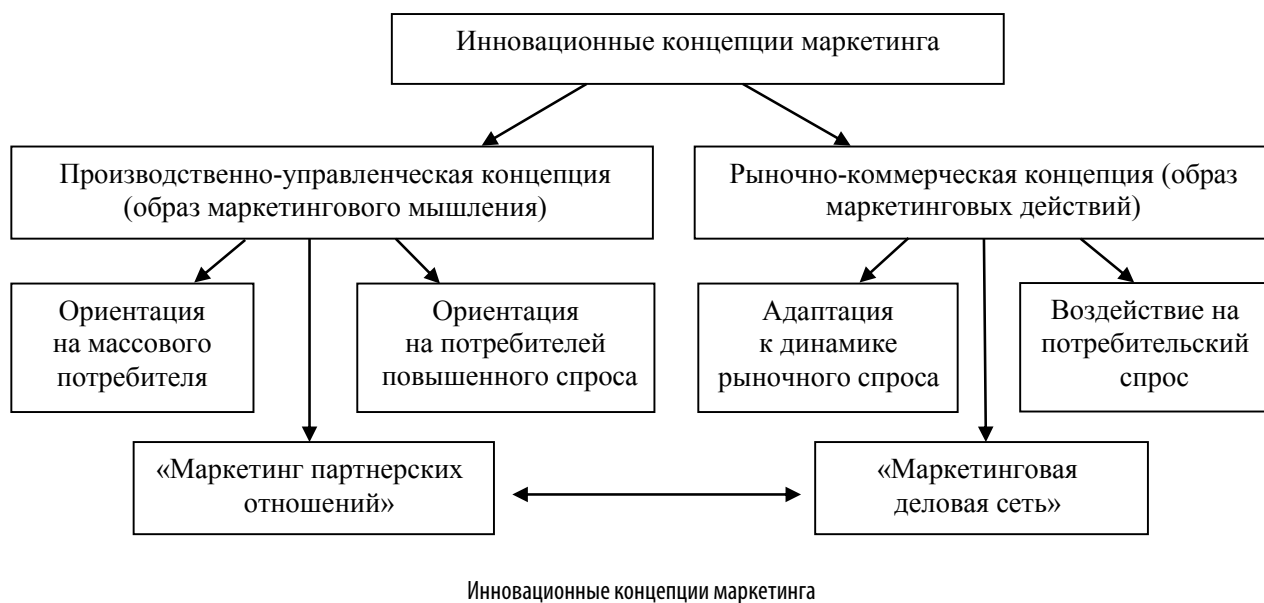 Инновационные концепции маркетинга
Производственно-управленческая концепция
(образ маркетингового мышления)
Рыночно-коммерческая концепция (образ
маркетинговых действий)
Ориентация
на массового
потребителя
Ориентация
на потребителей
повышенного спроса
Адаптация
к динамике
рыночного спроса
Воздействие на
потребительский
спрос
«Маркетинг партнерских
отношений»
«Маркетинговая
деловая сеть»
Инновационные концепции маркетинга